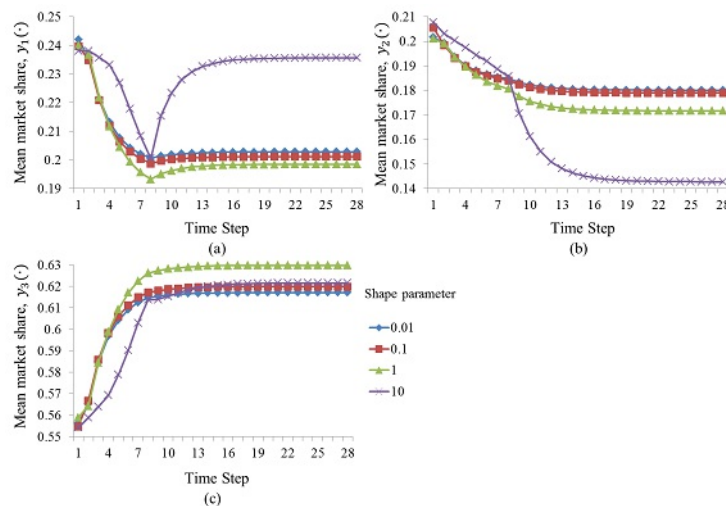 Mean market share, y₁(·)
0.25
0.24
0.23
0.22
0.21
0.2
0.19
1 4 7 10 13 16 19 22 25 28
Time Step
(a)
Mean market share, y₂(·)
0.21
0.2
0.19
0.18
0.17
0.16
0.15
0.14
1 4 7 10 13 16 19 22 25 28
Time Step
(b)
Mean market share, y₃(·)
0.63
0.62
0.61
0.6
0.59
0.58
0.57
0.56
0.55
1 4 7 10 13 16 19 22 25 28
Time Step
(c)
Shape parameter
0.01
0.1
1
10